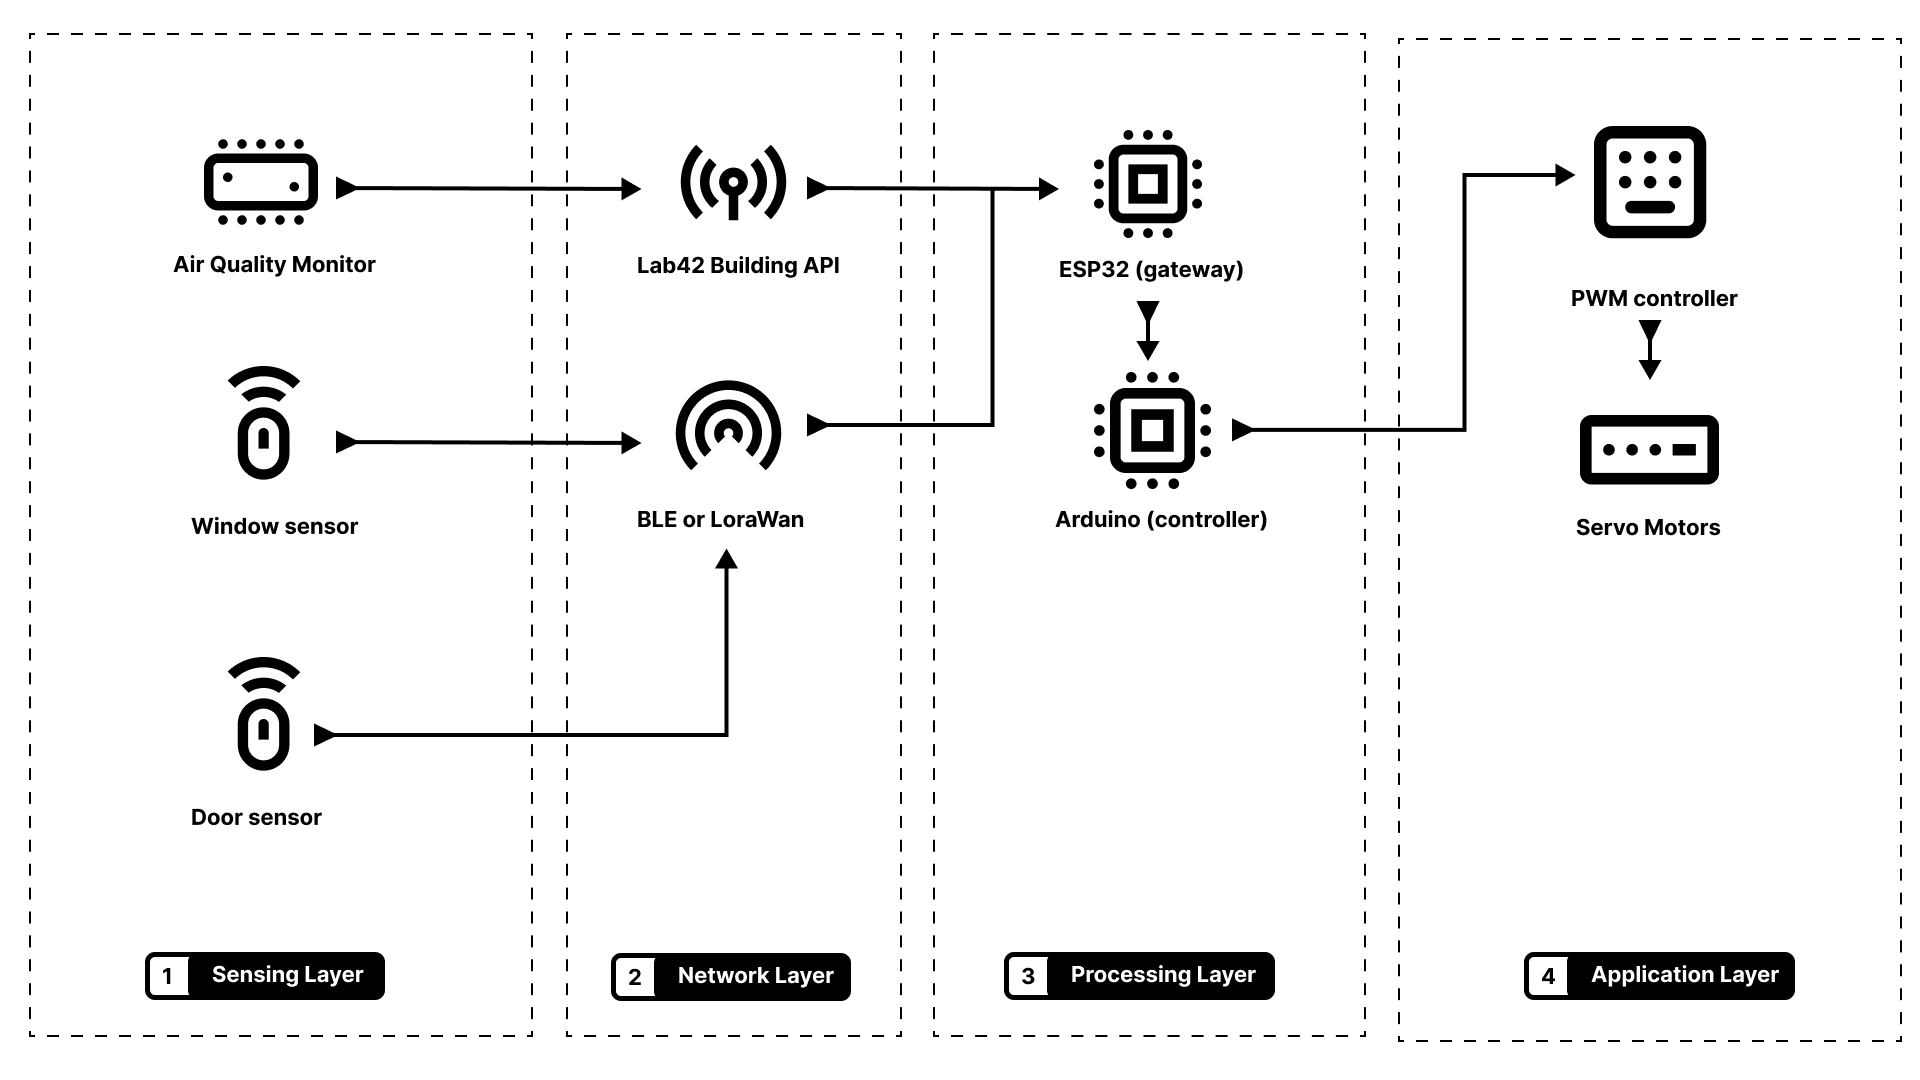 Air Quality Monitor
Window sensor
Door sensor
1 Sensing Layer
Lab42 Building API
BLE or LoraWan
2 Network Layer
ESP32 (gateway)
Arduino (controller)
3 Processing Layer
PWM controller
Servo Motors
4 Application Layer